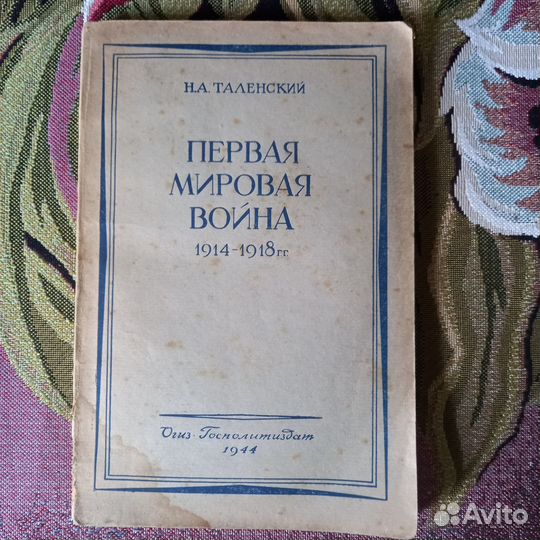 Н.А. ТАЛЕНСКИЙ
ПЕРВАЯ
МИРОВАЯ
ВОЙНА
1914-1918 гг.
Огиз·Госполитиздат
1944
Avito